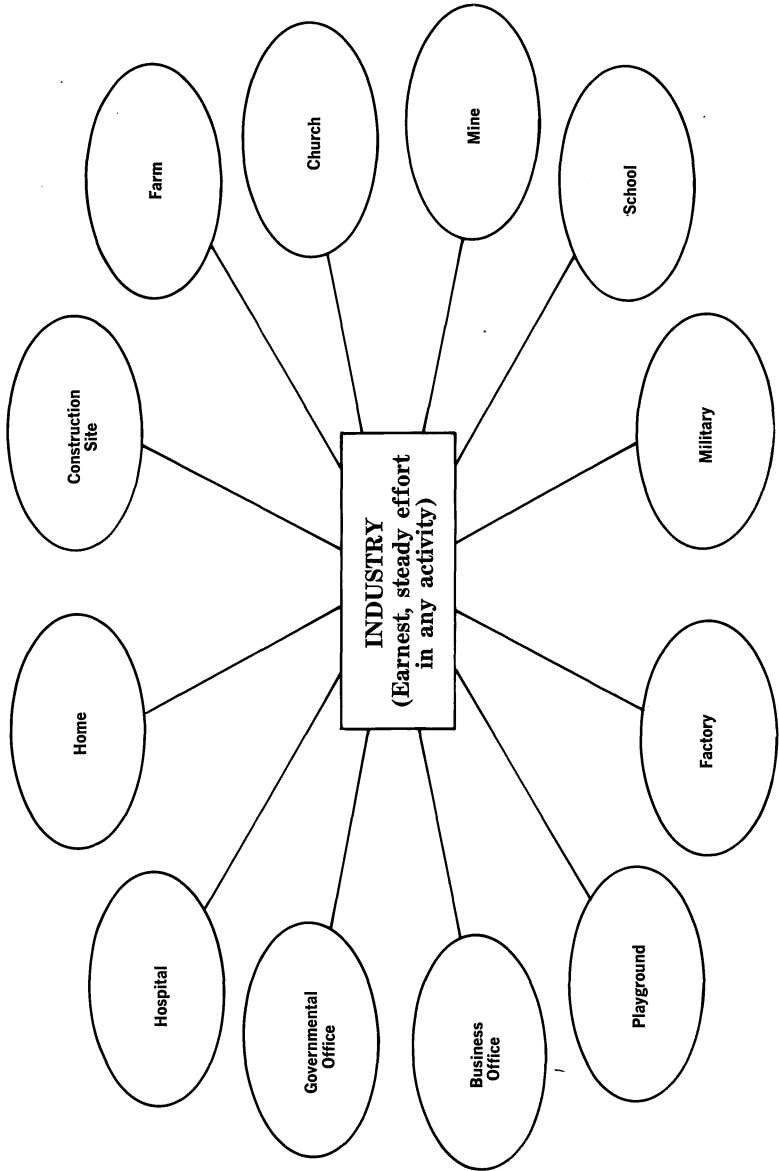 Home
Construction
Site
Hospital
Farm
Governmental
Office
Church
INDUSTRY
(Earnest, steady effort
in any activity)
Business
Office
Mine
Playground
School
Factory
Military